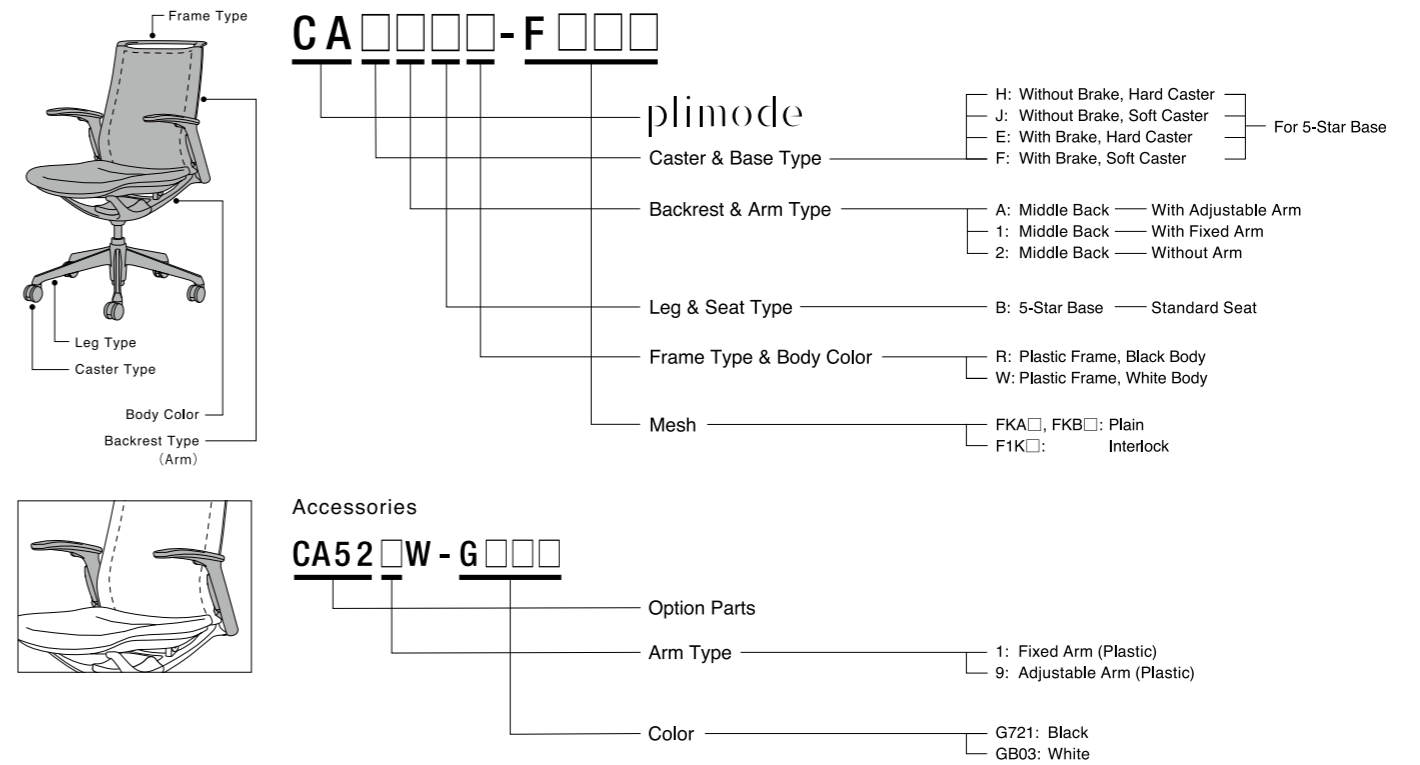 Frame Type
Leg Type
Caster Type
Body Color
Backrest Type
（Arm）
CA□□□□-F□□□
plimode
Caster & Base Type
H: Without Brake, Hard Caster
J: Without Brake, Soft Caster
E: With Brake, Hard Caster
F: With Brake, Soft Caster
For 5-Star Base
Backrest & Arm Type
A: Middle Back With Adjustable Arm
1: Middle Back With Fixed Arm
2: Middle Back Without Arm
Leg & Seat Type
B: 5-Star Base Standard Seat
Frame Type & Body Color
R: Plastic Frame, Black Body
W: Plastic Frame, White Body
Mesh
FKA□, FKB□: Plain
F1K□: Interlock
Accessories
CA52□W-G□□□
Option Parts
Arm Type
1: Fixed Arm (Plastic)
9: Adjustable Arm (Plastic)
Color
G721: Black
GB03: White